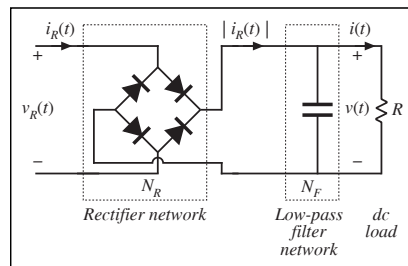 i_R(t)
| i_R(t) |
i(t)
+
+
+
v_R(t)
v(t)
R
−
−
−
N_R
N_F
Rectifier network
Low-pass
filter
network
dc
load